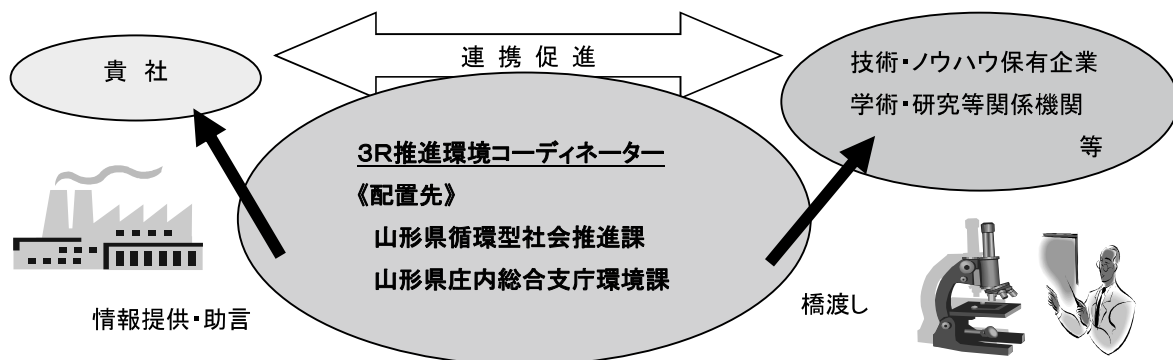 貴 社
連 携 促 進
技術・ノウハウ保有企業
学術・研究等関係機関
等
3R推進環境コーディネーター
《配置先》
山形県循環型社会推進課
山形県庄内総合支庁環境課
情報提供・助言
橋渡し